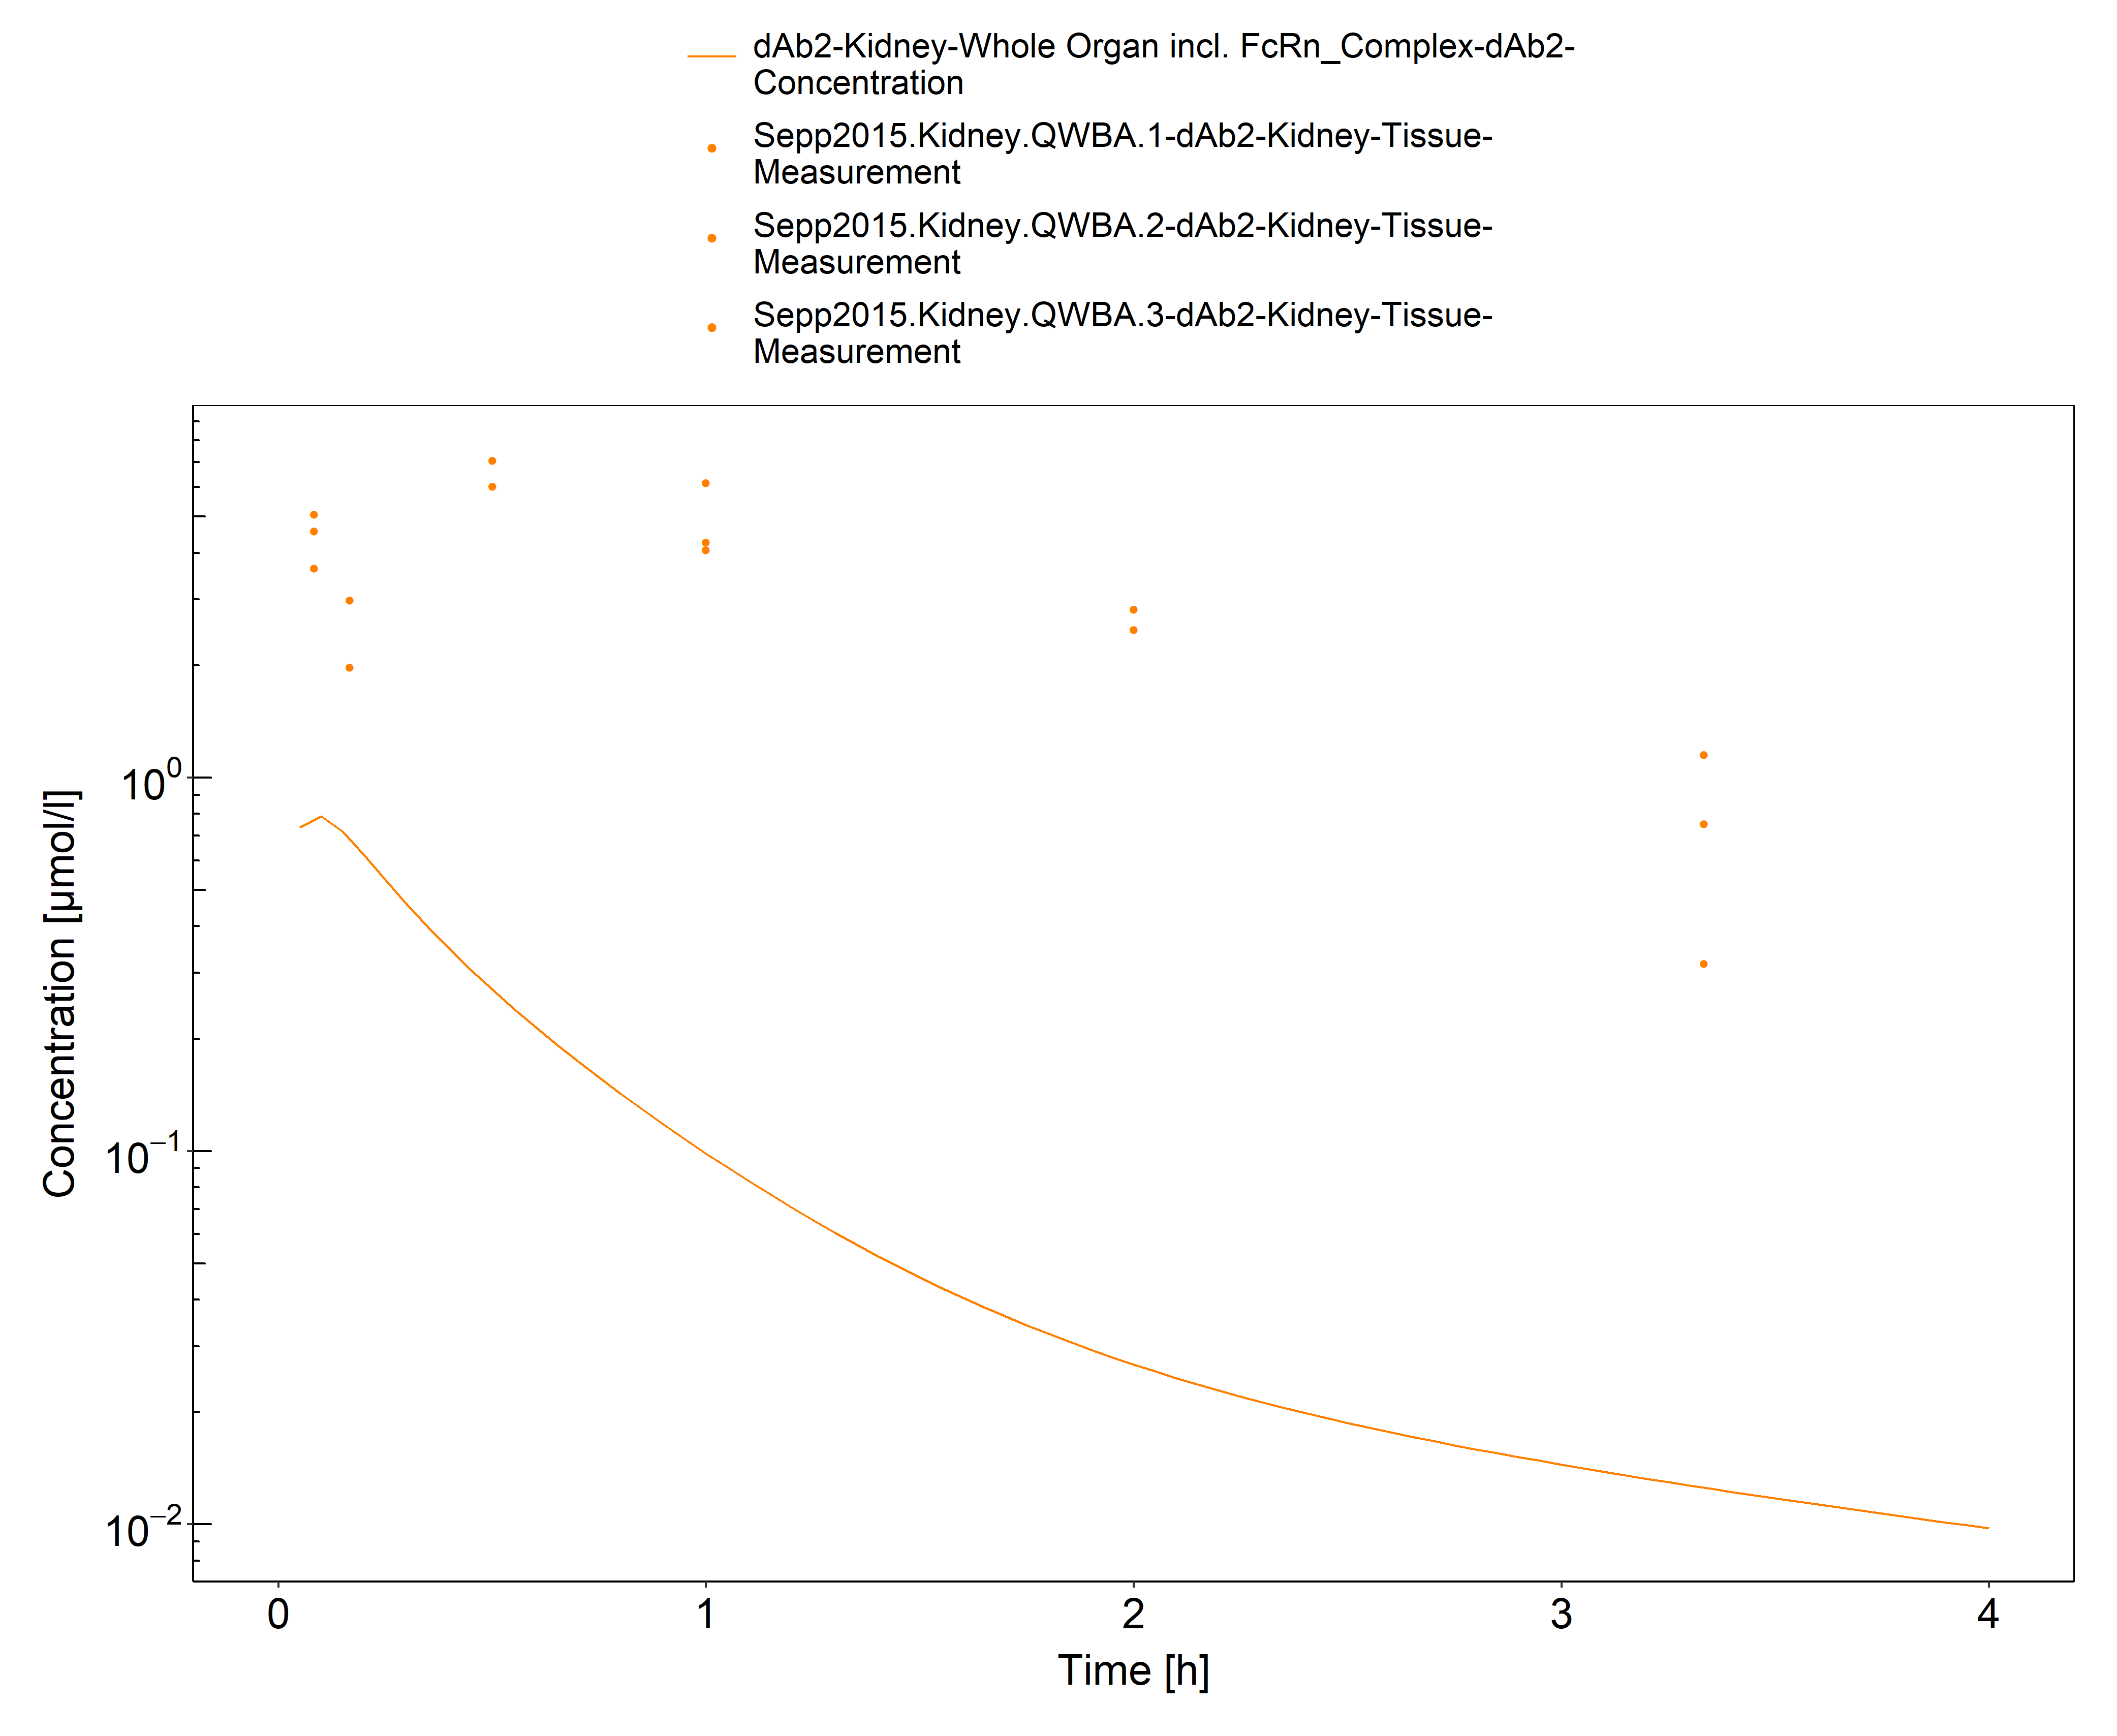 dAb2-Kidney-Whole Organ incl. FcRn_Complex-dAb2-
Concentration
Sepp2015.Kidney.QWBA.1-dAb2-Kidney-Tissue-
Measurement
Sepp2015.Kidney.QWBA.2-dAb2-Kidney-Tissue-
Measurement
Sepp2015.Kidney.QWBA.3-dAb2-Kidney-Tissue-
Measurement
Concentration [µmol/l]
10⁰
10⁻¹
10⁻²
0 1 2 3 4
Time [h]